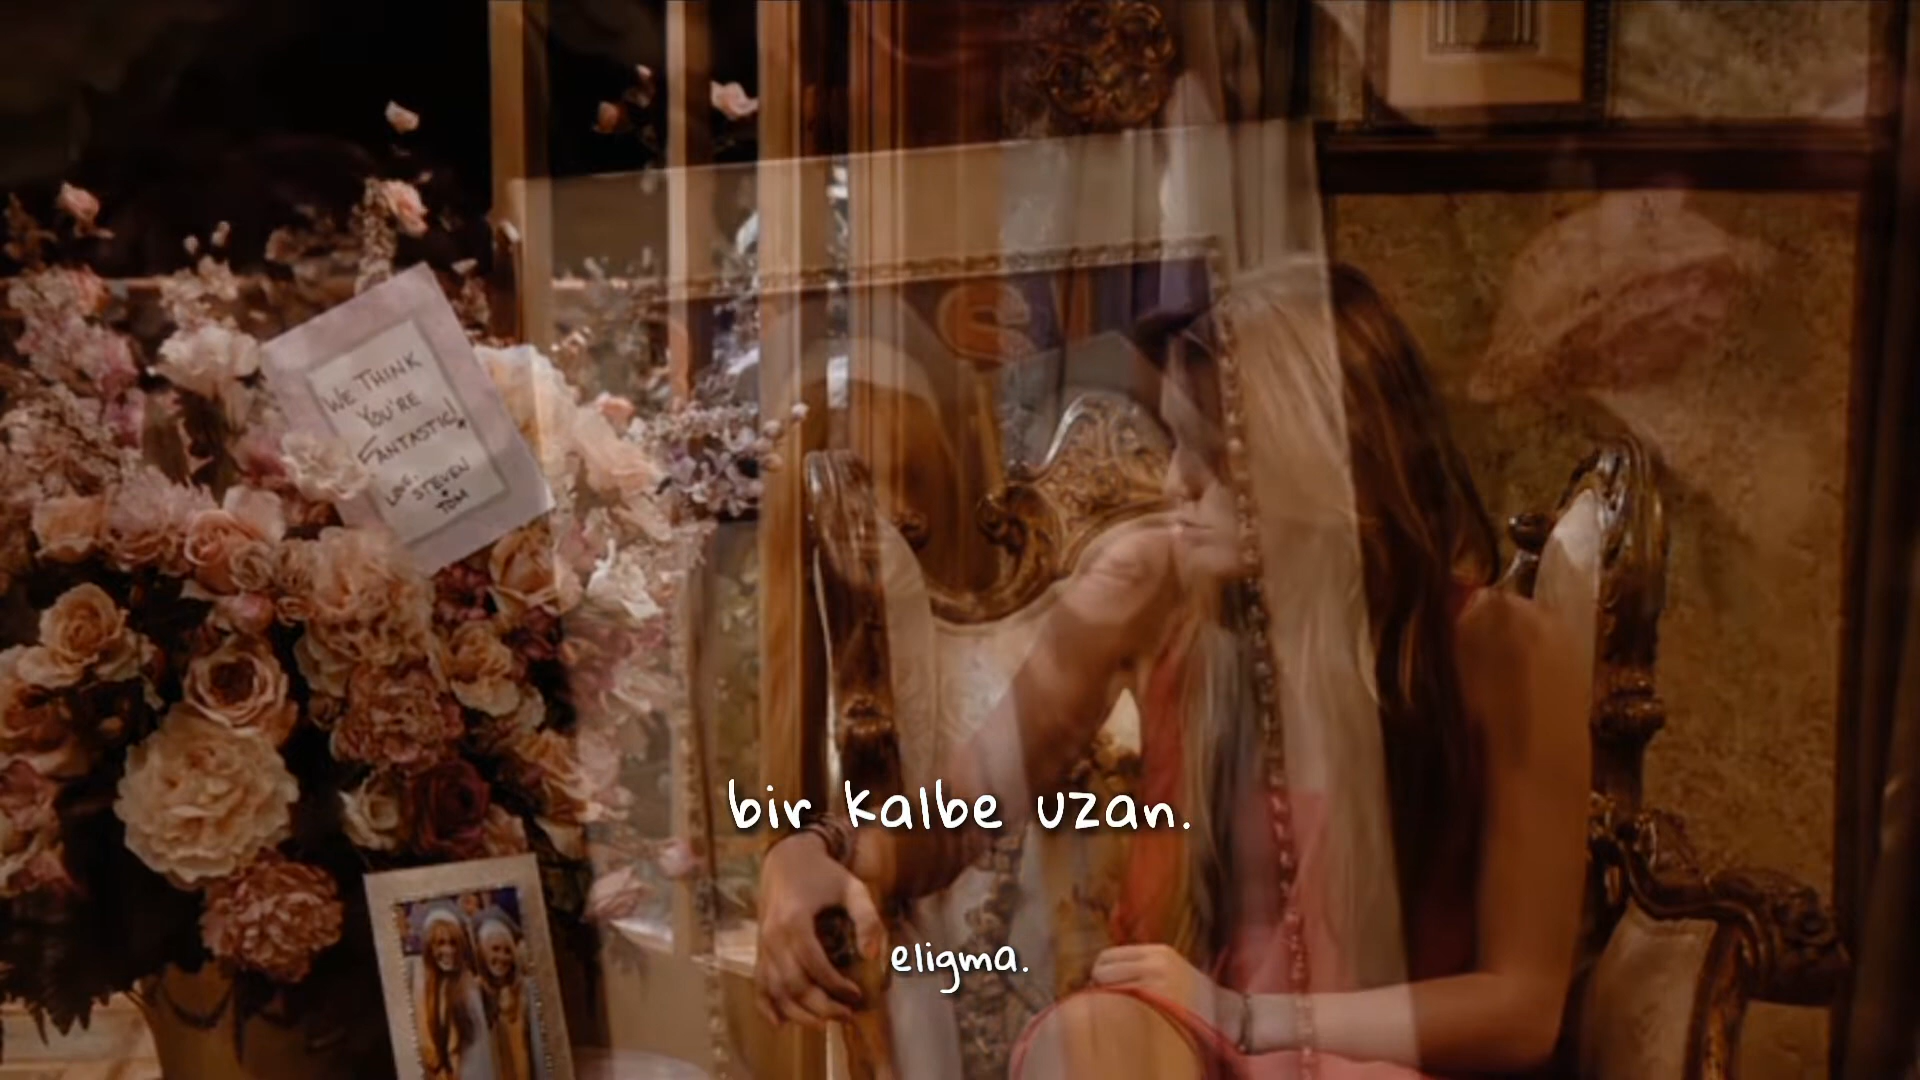 WE THINK
YOU'RE
FANTASTIC!
LOVE,
STEVEN
+
TOM
bir kalbe uzan.
eligma.